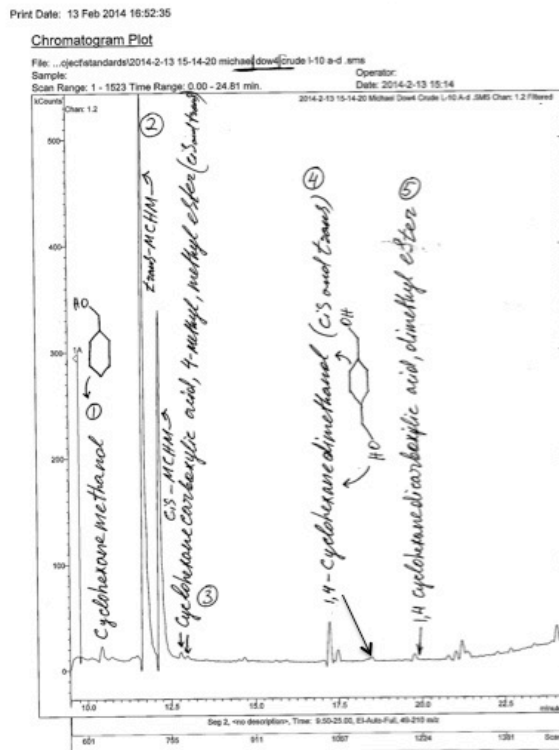 Print Date: 13 Feb 2014 16:52:35
Chromatogram Plot
File: ...oject\standards\2014-2-13 15-14-20 michael dow4 crude l-10 a-d .sms
Sample:
Operator:
Scan Range: 1 - 1523 Time Range: 0.00 - 24.81 min.
Date: 2014-2-13 15:14
kCounts
2014-2-13 15-14-20 Michael Dow4 Crude L-10 A-d .SMS Chan: 1.2 Filtered
Chan: 1.2
500
400
300
200
100
0
HO
Cyclohexane methanol ①
②
trans-MCHM
cis-MCHM
Cyclohexanecarboxylic acid, 4-methyl, methyl ester (cis and trans)
③
1,4-Cyclohexanedimethanol (cis and trans) ④
OH
HO
1,4 cyclohexanedicarboxylic acid, dimethyl ester ⑤
10.0
12.5
15.0
17.5
20.0
22.5
minutes
Seg 2, <no description>, Time: 9.50-25.00, EI-Auto-Full, 49-210 m/z
601
755
911
1067
1224
1381